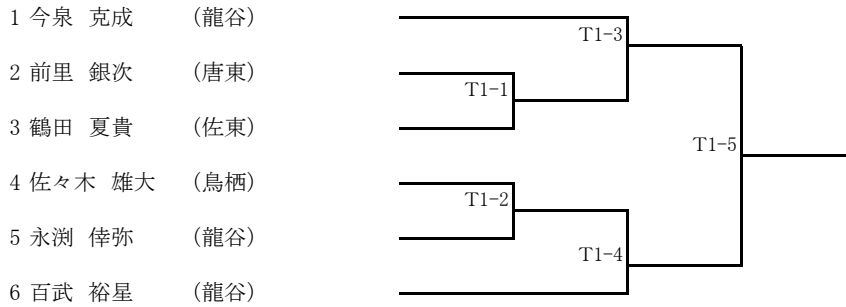 1 今泉 克成 (龍谷)
T1-3
2 前里 銀次 (唐東)
T1-1
3 鶴田 夏貴 (佐東)
T1-5
4 佐々木 雄大 (鳥栖)
T1-2
5 永渕 倖弥 (龍谷)
T1-4
6 百武 裕星 (龍谷)